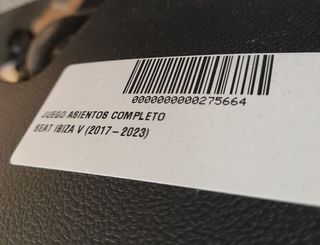 0000000000275664
JUEGO ASIENTOS COMPLETO
SEAT IBIZA V (2017-2023)